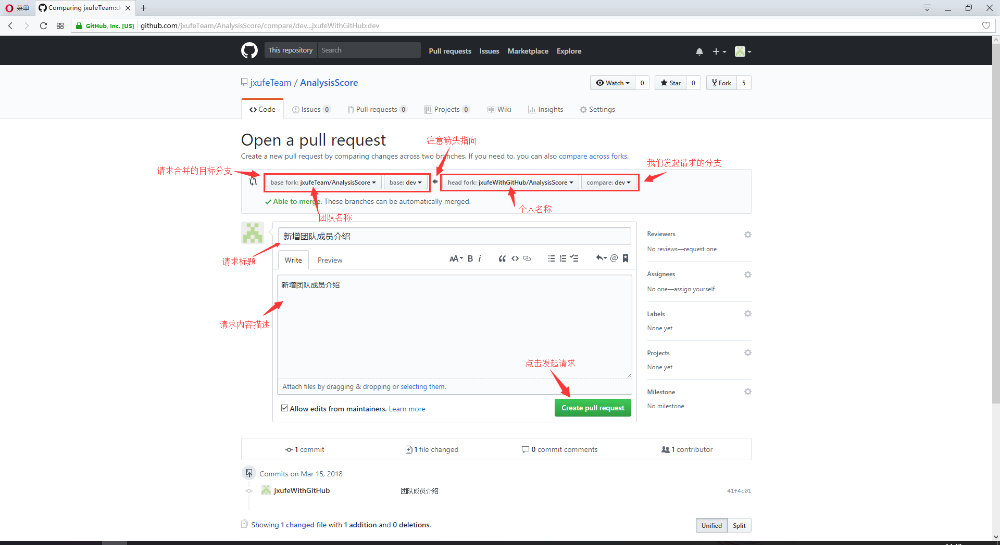 菜单
Comparing jxufeTeam:d
GitHub, Inc. [US]
github.com/jxufeTeam/AnalysisScore/compare/dev...jxufeWithGitHub:dev
This repository
Search
Pull requests
Issues
Marketplace
Explore
jxufeTeam / AnalysisScore
Watch 0
Star 0
Fork 5
Code
Issues 0
Pull requests 0
Projects 0
Wiki
Insights
Settings
Open a pull request
注意箭头指向
Create a new pull request by comparing changes across two branches. If you need to, you can also compare across forks.
我们发起请求的分支
请求合并的目标分支
base fork: jxufeTeam/AnalysisScore
base: dev
head fork: jxufeWithGitHub/AnalysisScore
compare: dev
Able to merge. These branches can be automatically merged.
个人名称
团队名称
新增团队成员介绍
请求标题
Write
Preview
AA B i
新增团队成员介绍
请求内容描述
点击发起请求
Attach files by dragging & dropping or selecting them.
Allow edits from maintainers. Learn more
Create pull request
Reviewers
No reviews—request one
Assignees
No one—assign yourself
Labels
None yet
Projects
None yet
Milestone
No milestone
1 commit
1 file changed
0 commit comments
1 contributor
Commits on Mar 15, 2018
jxufeWithGitHub
团队成员介绍
41f4c01
Showing 1 changed file with 1 addition and 0 deletions.
Unified
Split